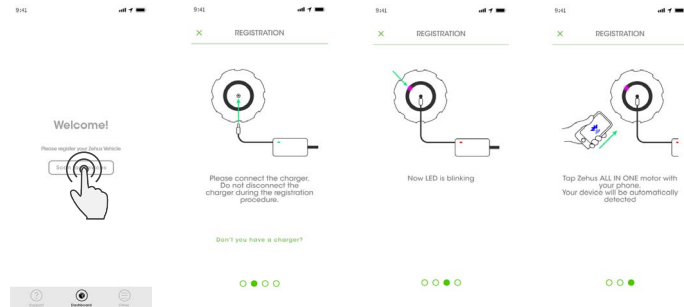 9:41
Welcome!
Please register your Zehus Vehicle
Support
Dashboard
Other
9:41
REGISTRATION
Please connect the charger.
Do not disconnect the
charger during the registration
procedure.
Don't you have a charger?
9:41
REGISTRATION
Now LED is blinking
9:41
REGISTRATION
Tap Zehus ALL IN ONE motor with
your phone.
Your device will be automatically
detected